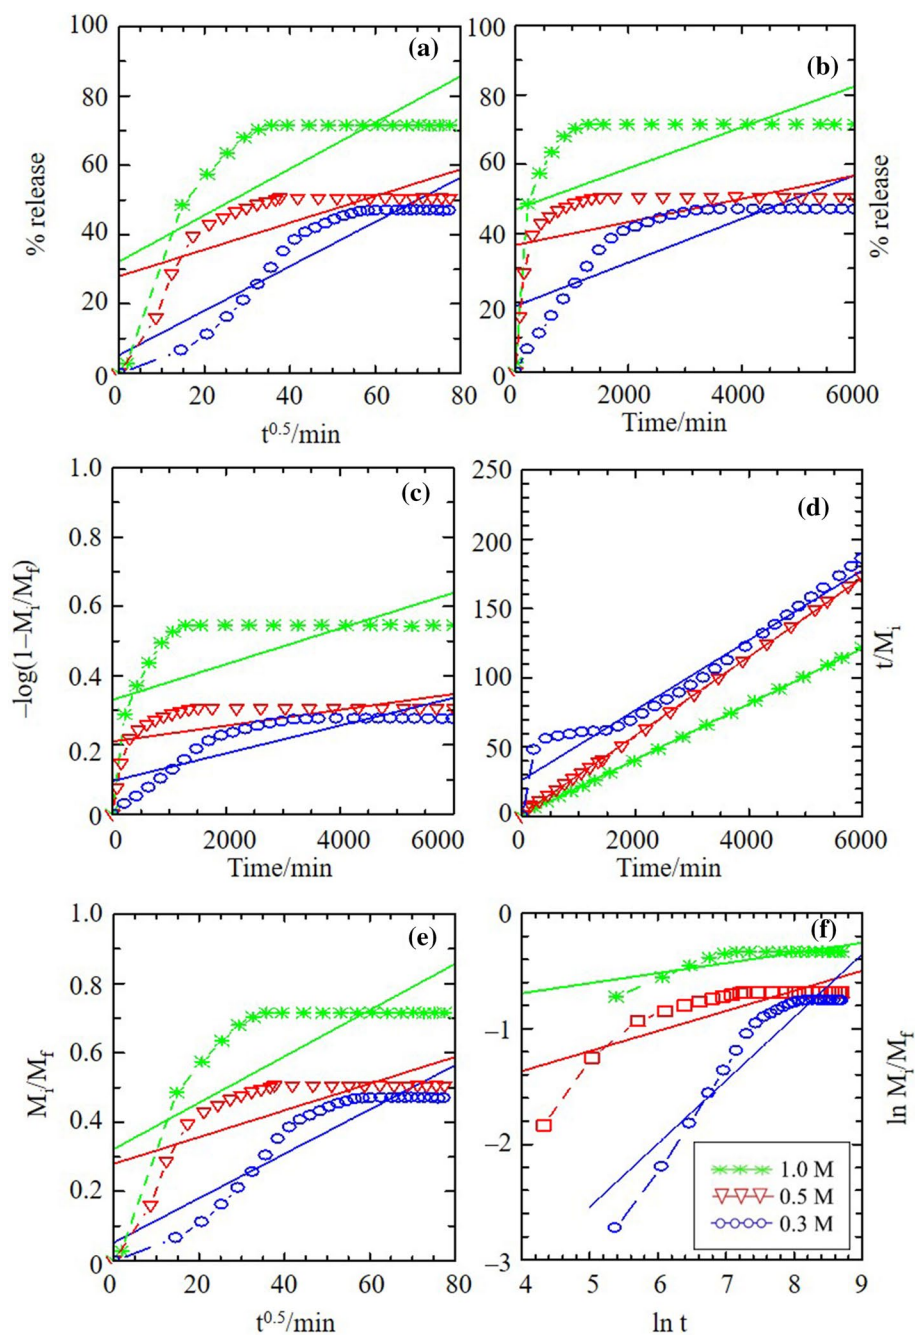 (a)
% release
100
80
60
40
20
0
0 20 40 60 80
t^0.5/min
(b)
100
80
60
40
20
0
% release
0 2000 4000 6000
Time/min
(c)
–log(1–Mi/Mf)
1.0
0.8
0.6
0.4
0.2
0
0 2000 4000 6000
Time/min
(d)
250
200
150
100
50
0
t/Mi
0 2000 4000 6000
Time/min
(e)
Mi/Mf
1.0
0.8
0.6
0.4
0.2
0
0 20 40 60 80
t^0.5/min
(f)
0
–1
–2
–3
ln Mi/Mf
1.0 M
0.5 M
0.3 M
4 5 6 7 8 9
ln t